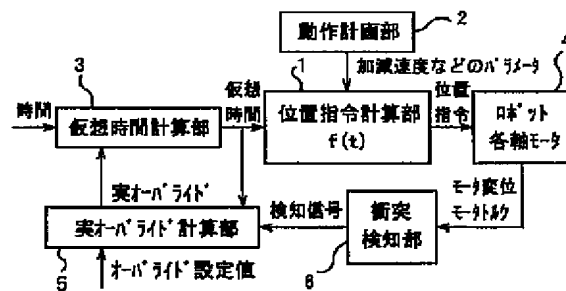 2
動作計画部
4
3
1
加減速度などのパラメータ
仮想
時間
位置
指令
時間
仮想時間計算部
位置指令計算部
f(t)
ロボット
各軸モータ
実オーバライド
検知信号
モータ変位
モータトルク
実オーバライド計算部
衝突
検知部
5
オーバライド設定値
6